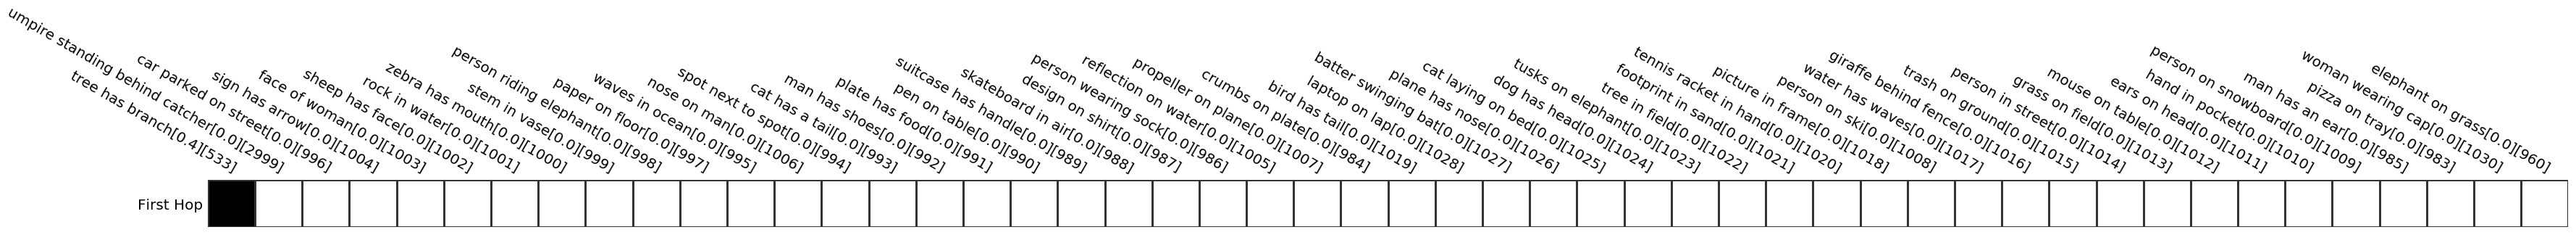 tree has branch[0.4][533]
umpire standing behind catcher[0.0][2999]
car parked on street[0.0][996]
sign has arrow[0.0][1004]
face of woman[0.0][1003]
sheep has face[0.0][1002]
rock in water[0.0][1001]
zebra has mouth[0.0][1000]
stem in vase[0.0][999]
person riding elephant[0.0][998]
paper on floor[0.0][997]
waves in ocean[0.0][995]
nose on man[0.0][1006]
spot next to spot[0.0][994]
cat has a tail[0.0][993]
man has shoes[0.0][992]
plate has food[0.0][991]
pen on table[0.0][990]
suitcase has handle[0.0][989]
skateboard in air[0.0][988]
design on shirt[0.0][987]
person wearing sock[0.0][986]
reflection on water[0.0][1005]
propeller on plane[0.0][1007]
crumbs on plate[0.0][984]
bird has tail[0.0][1019]
laptop on lap[0.0][1028]
batter swinging bat[0.0][1027]
plane has nose[0.0][1026]
cat laying on bed[0.0][1025]
dog has head[0.0][1024]
tusks on elephant[0.0][1023]
tree in field[0.0][1022]
footprint in sand[0.0][1021]
tennis racket in hand[0.0][1020]
picture in frame[0.0][1018]
person on ski[0.0][1008]
water has waves[0.0][1017]
giraffe behind fence[0.0][1016]
trash on ground[0.0][1015]
person in street[0.0][1014]
grass on field[0.0][1013]
mouse on table[0.0][1012]
ears on head[0.0][1011]
hand in pocket[0.0][1010]
person on snowboard[0.0][1009]
man has an ear[0.0][985]
pizza on tray[0.0][983]
woman wearing cap[0.0][1030]
elephant on grass[0.0][960]
First Hop